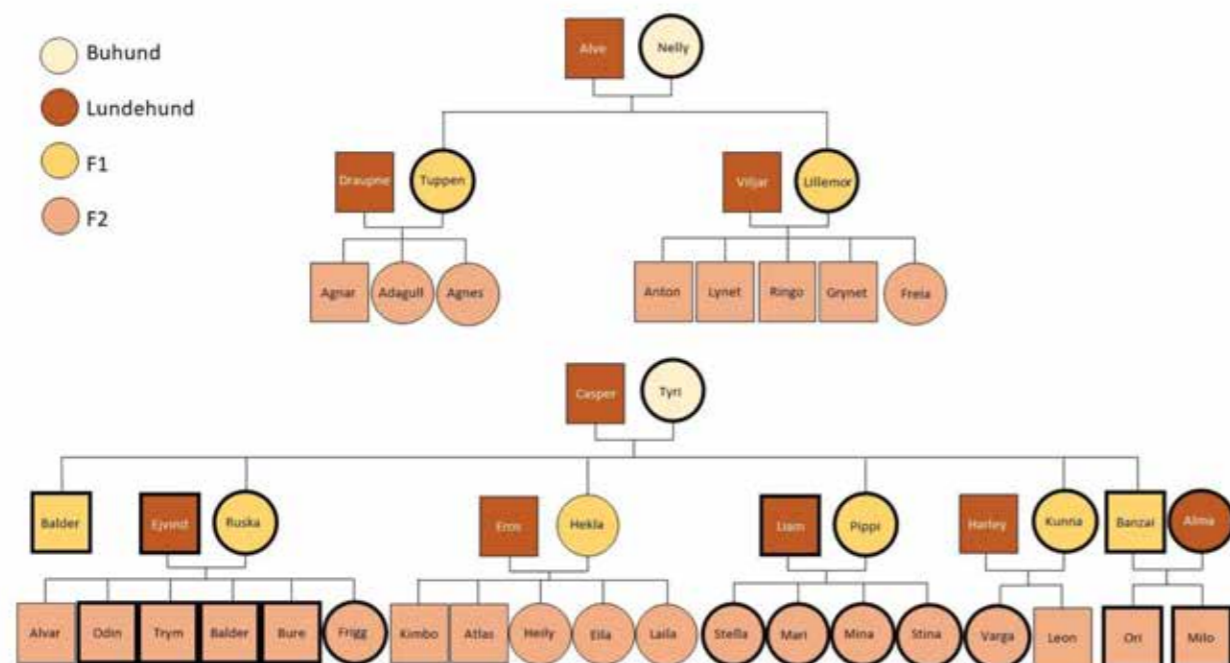 Buhund
Lundehund
F1
F2
Alve
Nelly
Draupne
Tuppen
Viljar
Lillemor
Agnar
Adagull
Agnes
Anton
Lynet
Ringo
Grynet
Freia
Casper
Tyri
Balder
Ejvind
Ruska
Eros
Hekla
Liam
Pippi
Harley
Kunna
Banzai
Alma
Alvar
Odin
Trym
Balder
Bure
Frigg
Kimbo
Atlas
Heily
Eila
Laila
Stella
Mari
Mina
Stina
Varga
Leon
Ori
Milo